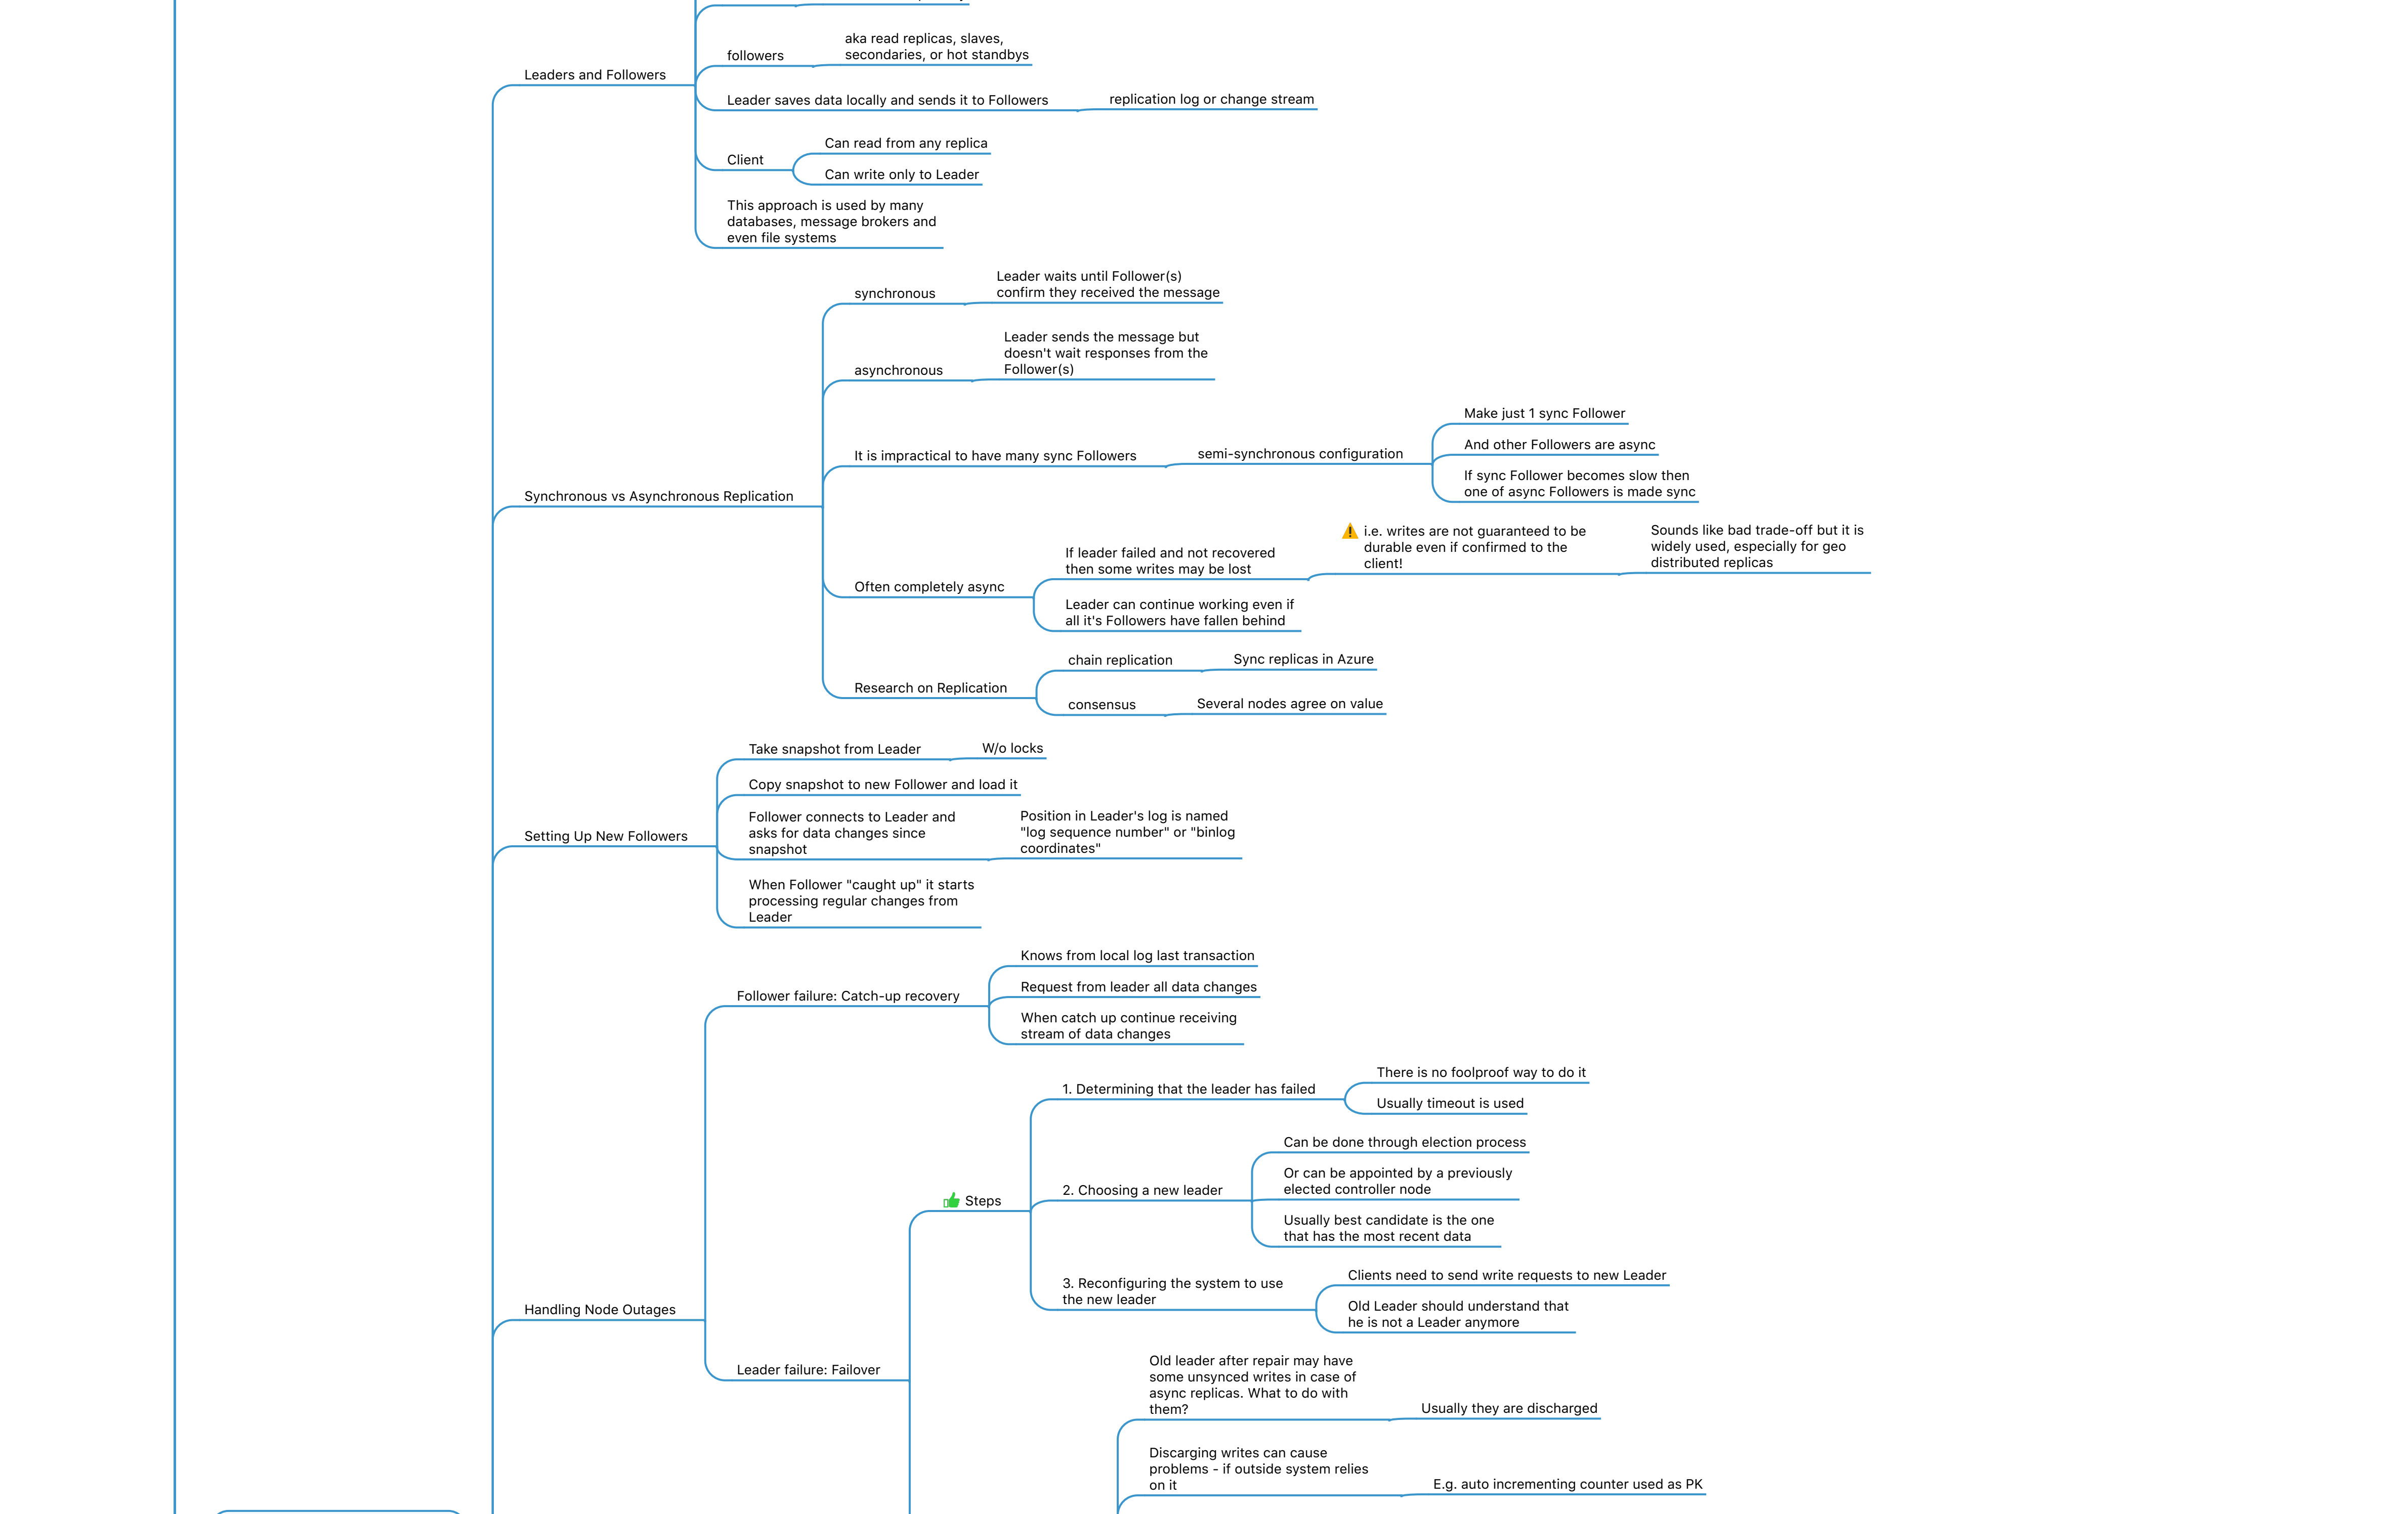 Leaders and Followers
followers
aka read replicas, slaves,
secondaries, or hot standbys
Leader saves data locally and sends it to Followers
replication log or change stream
Client
Can read from any replica
Can write only to Leader
This approach is used by many
databases, message brokers and
even file systems
Synchronous vs Asynchronous Replication
synchronous
Leader waits until Follower(s)
confirm they received the message
asynchronous
Leader sends the message but
doesn't wait responses from the
Follower(s)
It is impractical to have many sync Followers
semi-synchronous configuration
Make just 1 sync Follower
And other Followers are async
If sync Follower becomes slow then
one of async Followers is made sync
Often completely async
If leader failed and not recovered
then some writes may be lost
i.e. writes are not guaranteed to be
durable even if confirmed to the
client!
Sounds like bad trade-off but it is
widely used, especially for geo
distributed replicas
Leader can continue working even if
all it's Followers have fallen behind
Research on Replication
chain replication
Sync replicas in Azure
consensus
Several nodes agree on value
Setting Up New Followers
Take snapshot from Leader
W/o locks
Copy snapshot to new Follower and load it
Follower connects to Leader and
asks for data changes since
snapshot
Position in Leader's log is named
"log sequence number" or "binlog
coordinates"
When Follower "caught up" it starts
processing regular changes from
Leader
Handling Node Outages
Follower failure: Catch-up recovery
Knows from local log last transaction
Request from leader all data changes
When catch up continue receiving
stream of data changes
Leader failure: Failover
Steps
1. Determining that the leader has failed
There is no foolproof way to do it
Usually timeout is used
2. Choosing a new leader
Can be done through election process
Or can be appointed by a previously
elected controller node
Usually best candidate is the one
that has the most recent data
3. Reconfiguring the system to use
the new leader
Clients need to send write requests to new Leader
Old Leader should understand that
he is not a Leader anymore
Old leader after repair may have
some unsynced writes in case of
async replicas. What to do with
them?
Usually they are discharged
Discarging writes can cause
problems - if outside system relies
on it
E.g. auto incrementing counter used as PK